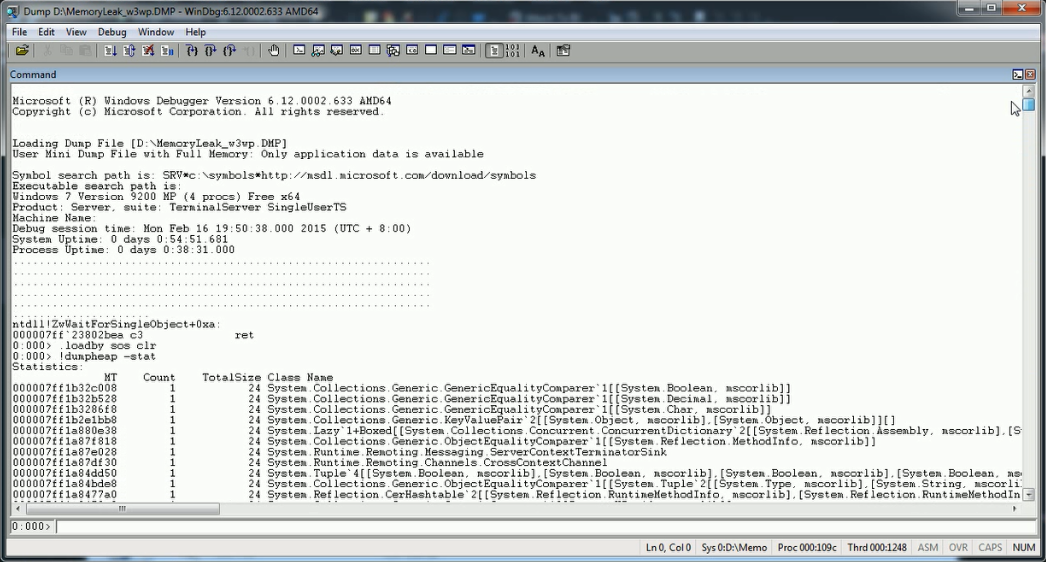 Dump D:\MemoryLeak_w3wp.DMP - WinDbg:6.12.0002.633 AMD64
File Edit View Debug Window Help
Command
Microsoft (R) Windows Debugger Version 6.12.0002.633 AMD64
Copyright (c) Microsoft Corporation. All rights reserved.
Loading Dump File [D:\MemoryLeak_w3wp.DMP]
User Mini Dump File with Full Memory: Only application data is available
Symbol search path is: SRV*c:\symbols*http://msdl.microsoft.com/download/symbols
Executable search path is:
Windows 7 Version 9200 MP (4 procs) Free x64
Product: Server, suite: TerminalServer SingleUserTS
Machine Name:
Debug session time: Mon Feb 16 19:50:38.000 2015 (UTC + 8:00)
System Uptime: 0 days 0:54:51.681
Process Uptime: 0 days 0:38:31.000
................................................................
................................................................
................................................................
................................................................
.....................
ntdll!ZwWaitForSingleObject+0xa:
000007ff`23802bea c3 ret
0:000> .loadby sos clr
0:000> !dumpheap -stat
Statistics:
MT Count TotalSize Class Name
000007ff1b32c008 1 24 System.Collections.Generic.GenericEqualityComparer`1[[System.Boolean, mscorlib]]
000007ff1b32b528 1 24 System.Collections.Generic.GenericEqualityComparer`1[[System.Decimal, mscorlib]]
000007ff1b3286f8 1 24 System.Collections.Generic.GenericEqualityComparer`1[[System.Char, mscorlib]]
000007ff1b2e1bb8 1 24 System.Collections.Generic.KeyValuePair`2[[System.Object, mscorlib],[System.Object, mscorlib]][]
000007ff1a880e38 1 24 System.Lazy`1+Boxed[[System.Collections.Concurrent.ConcurrentDictionary`2[[System.Reflection.Assembly, mscorlib],[S
000007ff1a87f818 1 24 System.Collections.Generic.ObjectEqualityComparer`1[[System.Reflection.MethodInfo, mscorlib]]
000007ff1a87e028 1 24 System.Runtime.Remoting.Messaging.ServerContextTerminatorSink
000007ff1a87df30 1 24 System.Runtime.Remoting.Channels.CrossContextChannel
000007ff1a84dd50 1 24 System.Tuple`4[[System.Boolean, mscorlib],[System.Boolean, mscorlib],[System.Boolean, mscorlib],[System.Boolean, ms
000007ff1a84bde8 1 24 System.Collections.Generic.ObjectEqualityComparer`1[[System.Tuple`2[[System.Type, mscorlib],[System.String, mscorlib
000007ff1a8477a0 1 24 System.Reflection.CerHashtable`2[[System.Reflection.RuntimeMethodInfo, mscorlib],[System.Reflection.RuntimeMethodIn
0:000>
Ln 0, Col 0 Sys 0:D:\Memo Proc 000:109c Thrd 000:1248 ASM OVR CAPS NUM